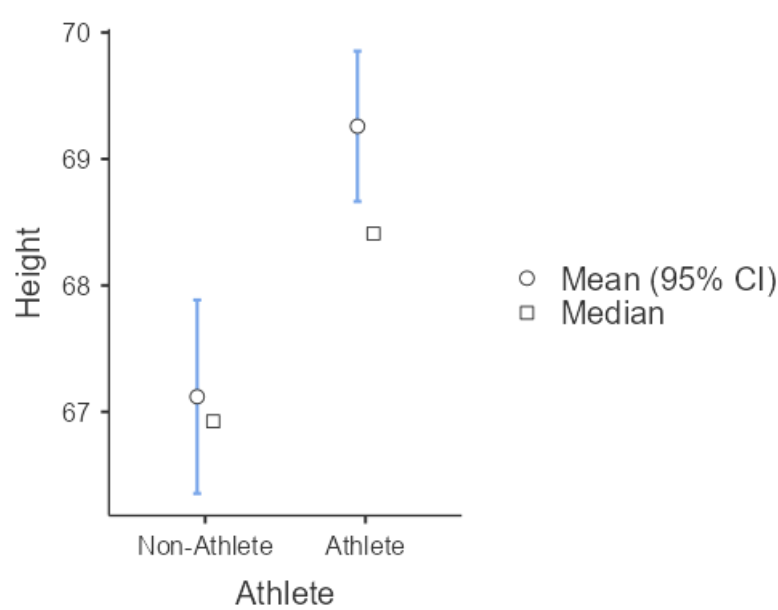 70
69
68
67
Height
Non-Athlete Athlete
Athlete
Mean (95% CI)
Median